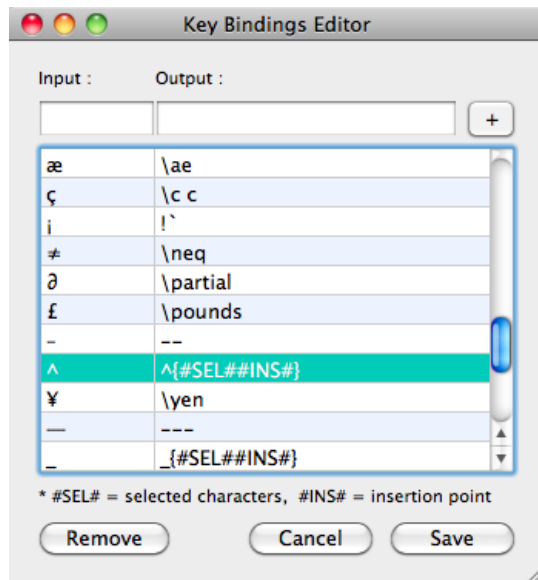 Key Bindings Editor
Input : Output :
+
æ \ae
ç \c c
¡ !`
≠ \neq
∂ \partial
£ \pounds
– --
^ ^{#SEL##INS#}
¥ \yen
— ---
_ _{#SEL##INS#}
* #SEL# = selected characters, #INS# = insertion point
Remove Cancel Save